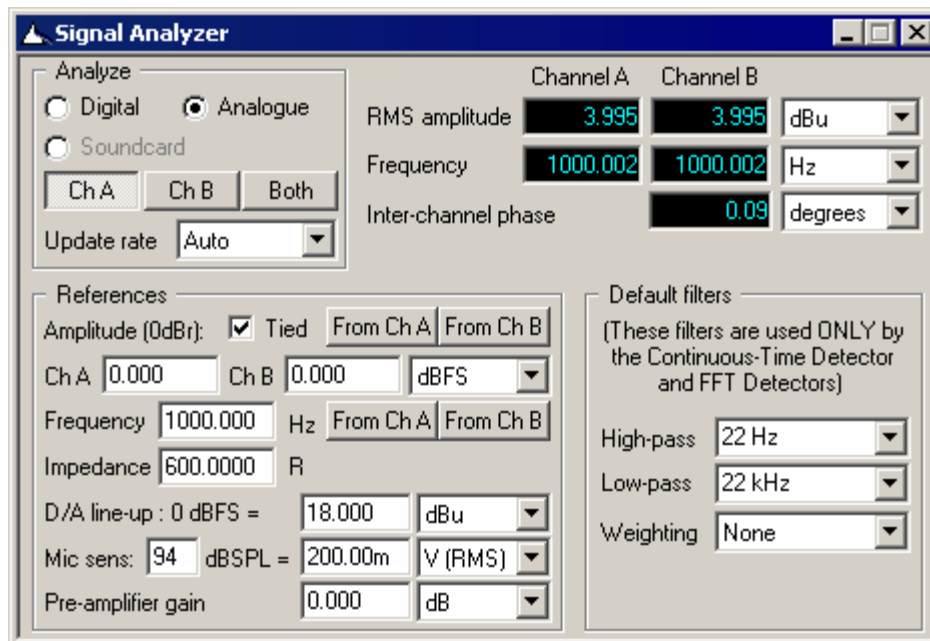 Signal Analyzer
Analyze
Digital Analogue
Soundcard
Ch A Ch B Both
Update rate Auto
Channel A Channel B
RMS amplitude 3.995 3.995 dBu
Frequency 1000.002 1000.002 Hz
Inter-channel phase 0.09 degrees
References
Amplitude (0dBr): Tied From Ch A From Ch B
Ch A 0.000 Ch B 0.000 dBFS
Frequency 1000.000 Hz From Ch A From Ch B
Impedance 600.0000 R
D/A line-up : 0 dBFS = 18.000 dBu
Mic sens: 94 dBSPL = 200.00m V (RMS)
Pre-amplifier gain 0.000 dB
Default filters
(These filters are used ONLY by
the Continuous-Time Detector
and FFT Detectors)
High-pass 22 Hz
Low-pass 22 kHz
Weighting None